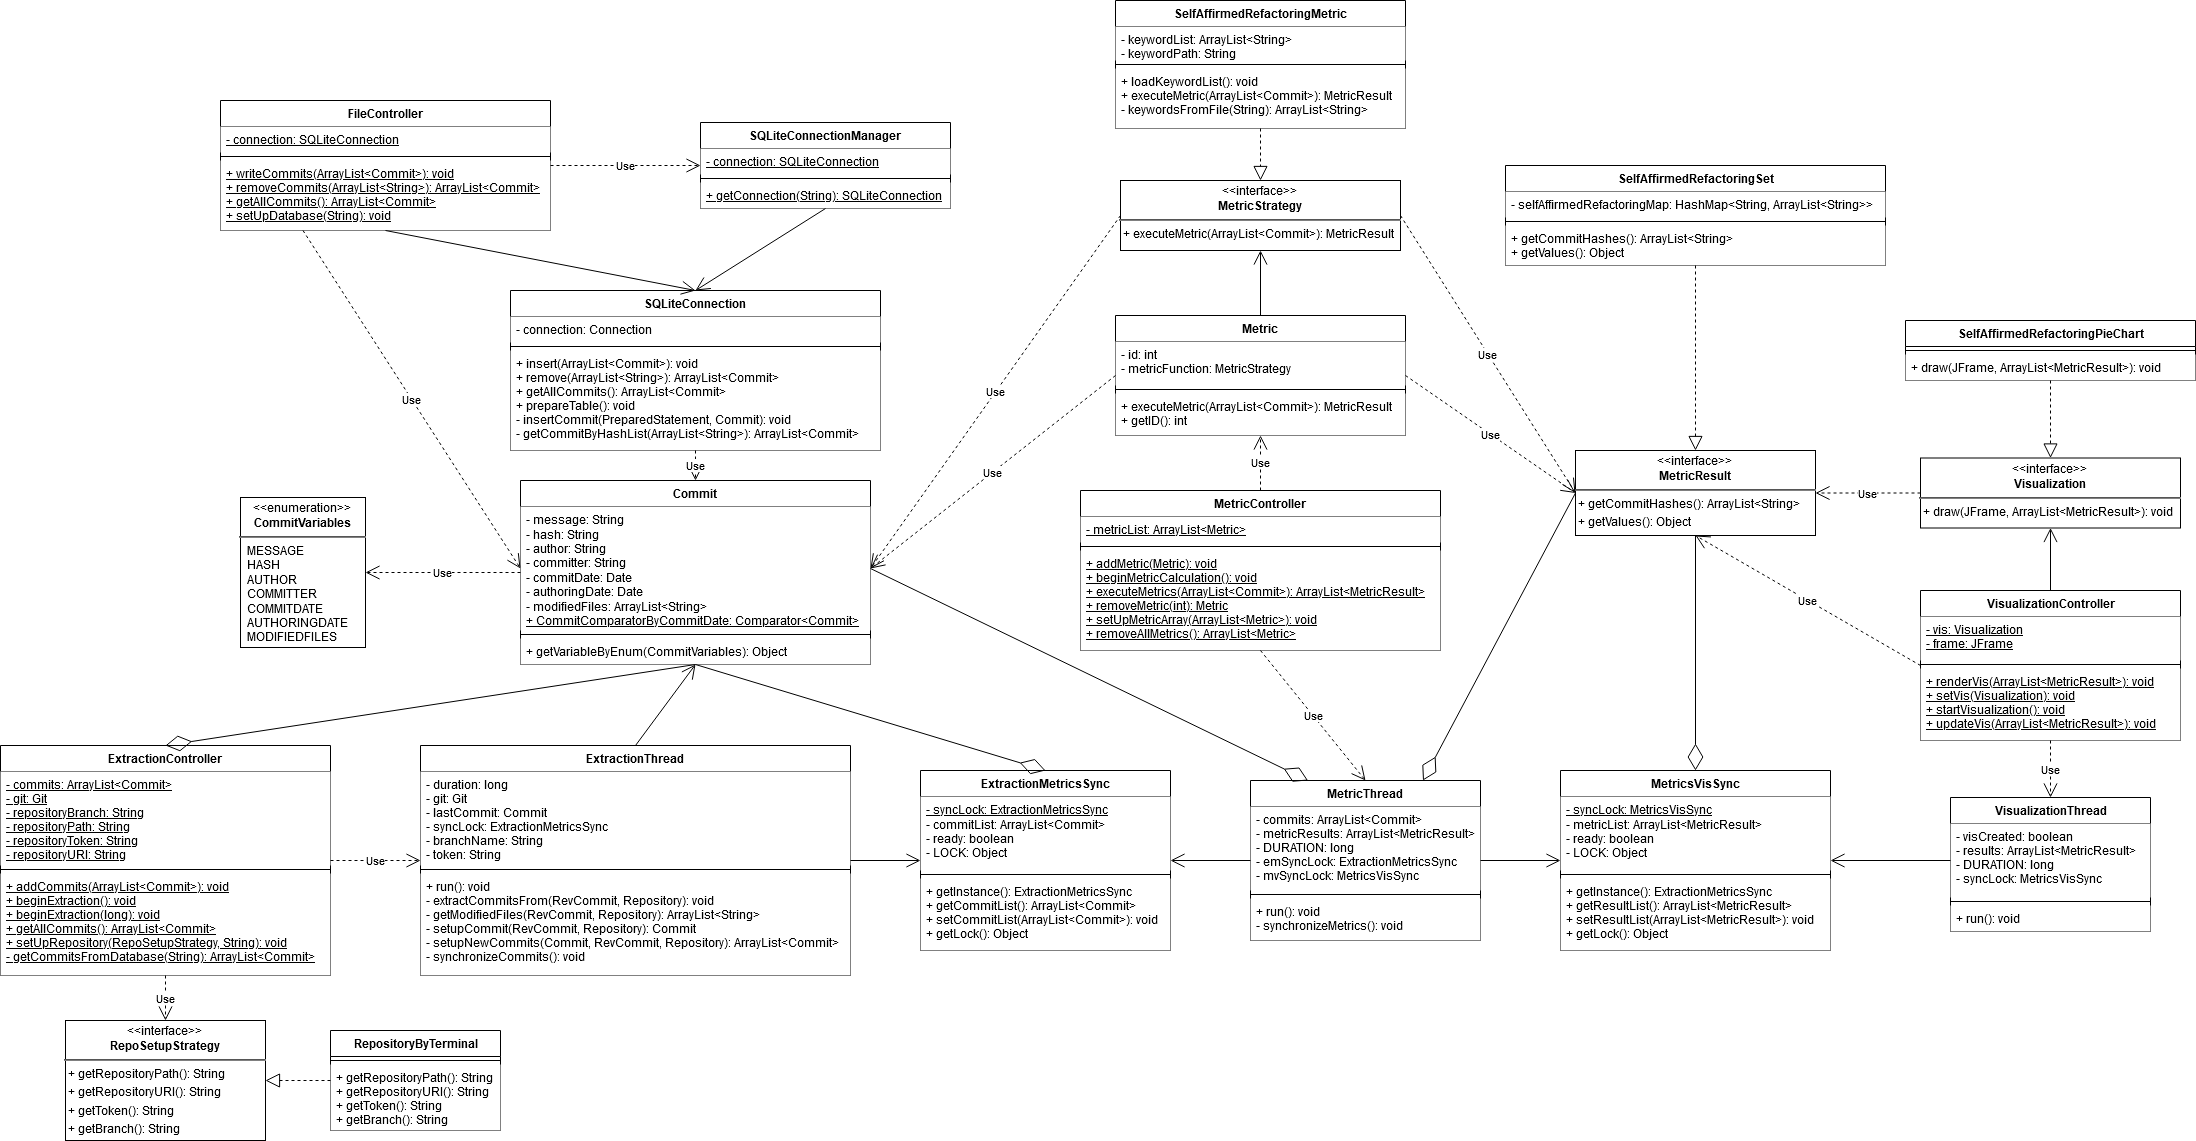 SelfAffirmedRefactoringMetric
- keywordList: ArrayList<String>
- keywordPath: String
+ loadKeywordList(): void
+ executeMetric(ArrayList<Commit>): MetricResult
- keywordsFromFile(String): ArrayList<String>
FileController
- connection: SQLiteConnection
+ writeCommits(ArrayList<Commit>): void
+ removeCommits(ArrayList<String>): ArrayList<Commit>
+ getAllCommits(): ArrayList<Commit>
+ setUpDatabase(String): void
Use
SQLiteConnectionManager
- connection: SQLiteConnection
+ getConnection(String): SQLiteConnection
<<interface>>
MetricStrategy
+ executeMetric(ArrayList<Commit>): MetricResult
SelfAffirmedRefactoringSet
- selfAffirmedRefactoringMap: HashMap<String, ArrayList<String>>
+ getCommitHashes(): ArrayList<String>
+ getValues(): Object
SQLiteConnection
- connection: Connection
+ insert(ArrayList<Commit>): void
+ remove(ArrayList<String>): ArrayList<Commit>
+ getAllCommits(): ArrayList<Commit>
+ prepareTable(): void
- insertCommit(PreparedStatement, Commit): void
- getCommitByHashList(ArrayList<String>): ArrayList<Commit>
Use
Use
Use
Metric
- id: int
- metricFunction: MetricStrategy
+ executeMetric(ArrayList<Commit>): MetricResult
+ getID(): int
Use
SelfAffirmedRefactoringPieChart
+ draw(JFrame, ArrayList<MetricResult>): void
Use
Use
Use
<<interface>>
MetricResult
+ getCommitHashes(): ArrayList<String>
+ getValues(): Object
Use
<<interface>>
Visualization
+ draw(JFrame, ArrayList<MetricResult>): void
<<enumeration>>
CommitVariables
MESSAGE
HASH
AUTHOR
COMMITTER
COMMITDATE
AUTHORINGDATE
MODIFIEDFILES
Use
Commit
- message: String
- hash: String
- author: String
- committer: String
- commitDate: Date
- authoringDate: Date
- modifiedFiles: ArrayList<String>
+ CommitComparatorByCommitDate: Comparator<Commit>
+ getVariableByEnum(CommitVariables): Object
MetricController
- metricList: ArrayList<Metric>
+ addMetric(Metric): void
+ beginMetricCalculation(): void
+ executeMetrics(ArrayList<Commit>): ArrayList<MetricResult>
+ removeMetric(int): Metric
+ setUpMetricArray(ArrayList<Metric>): void
+ removeAllMetrics(): ArrayList<Metric>
Use
Use
VisualizationController
- vis: Visualization
- frame: JFrame
+ renderVis(ArrayList<MetricResult>): void
+ setVis(Visualization): void
+ startVisualization(): void
+ updateVis(ArrayList<MetricResult>): void
Use
ExtractionController
- commits: ArrayList<Commit>
- git: Git
- repositoryBranch: String
- repositoryPath: String
- repositoryToken: String
- repositoryURI: String
+ addCommits(ArrayList<Commit>): void
+ beginExtraction(): void
+ beginExtraction(long): void
+ getAllCommits(): ArrayList<Commit>
+ setUpRepository(RepoSetupStrategy, String): void
- getCommitsFromDatabase(String): ArrayList<Commit>
Use
ExtractionThread
- duration: long
- git: Git
- lastCommit: Commit
- syncLock: ExtractionMetricsSync
- branchName: String
- token: String
+ run(): void
- extractCommitsFrom(RevCommit, Repository): void
- getModifiedFiles(RevCommit, Repository): ArrayList<String>
- setupCommit(RevCommit, Repository): Commit
- setupNewCommits(Commit, RevCommit, Repository): ArrayList<Commit>
- synchronizeCommits(): void
ExtractionMetricsSync
- syncLock: ExtractionMetricsSync
- commitList: ArrayList<Commit>
- ready: boolean
- LOCK: Object
+ getInstance(): ExtractionMetricsSync
+ getCommitList(): ArrayList<Commit>
+ setCommitList(ArrayList<Commit>): void
+ getLock(): Object
MetricThread
- commits: ArrayList<Commit>
- metricResults: ArrayList<MetricResult>
- DURATION: long
- emSyncLock: ExtractionMetricsSync
- mvSyncLock: MetricsVisSync
+ run(): void
- synchronizeMetrics(): void
MetricsVisSync
- syncLock: MetricsVisSync
- metricList: ArrayList<MetricResult>
- ready: boolean
- LOCK: Object
+ getInstance(): ExtractionMetricsSync
+ getResultList(): ArrayList<MetricResult>
+ setResultList(ArrayList<MetricResult>): void
+ getLock(): Object
VisualizationThread
- visCreated: boolean
- results: ArrayList<MetricResult>
- DURATION: long
- syncLock: MetricsVisSync
+ run(): void
Use
<<interface>>
RepoSetupStrategy
+ getRepositoryPath(): String
+ getRepositoryURI(): String
+ getToken(): String
+ getBranch(): String
RepositoryByTerminal
+ getRepositoryPath(): String
+ getRepositoryURI(): String
+ getToken(): String
+ getBranch(): String